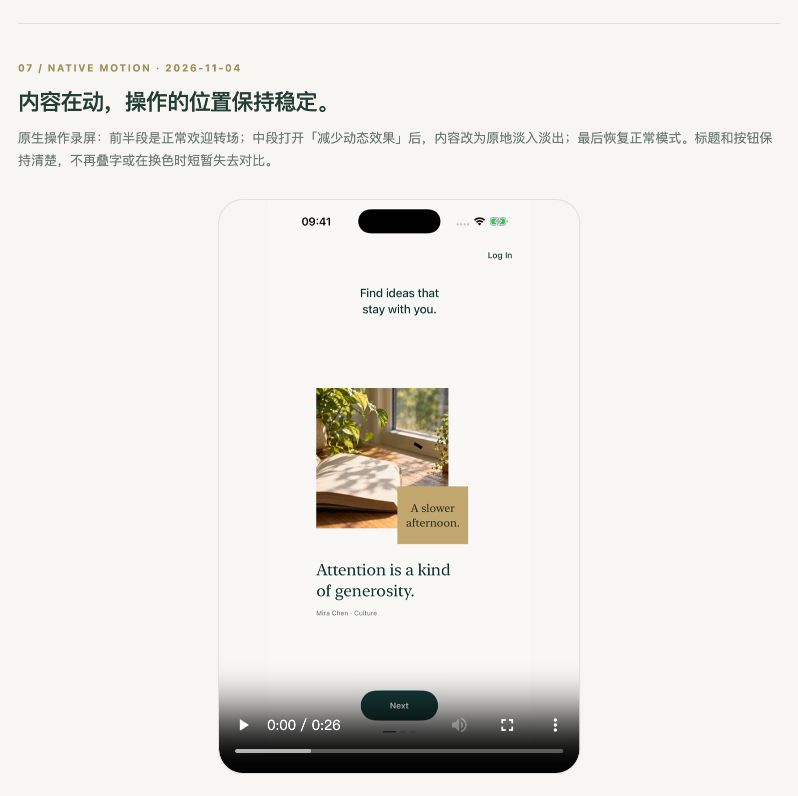 07 / NATIVE MOTION · 2026-11-04
内容在动，操作的位置保持稳定。
原生操作录屏：前半段是正常欢迎转场；中段打开「减少动态效果」后，内容改为原地淡入淡出；最后恢复正常模式。标题和按钮保
持清楚，不再叠字或在换色时短暂失去对比。
09:41
Log In
Find ideas that
stay with you.
A slower
afternoon.
Attention is a kind
of generosity.
Mira Chen · Culture
Next
0:00 / 0:26